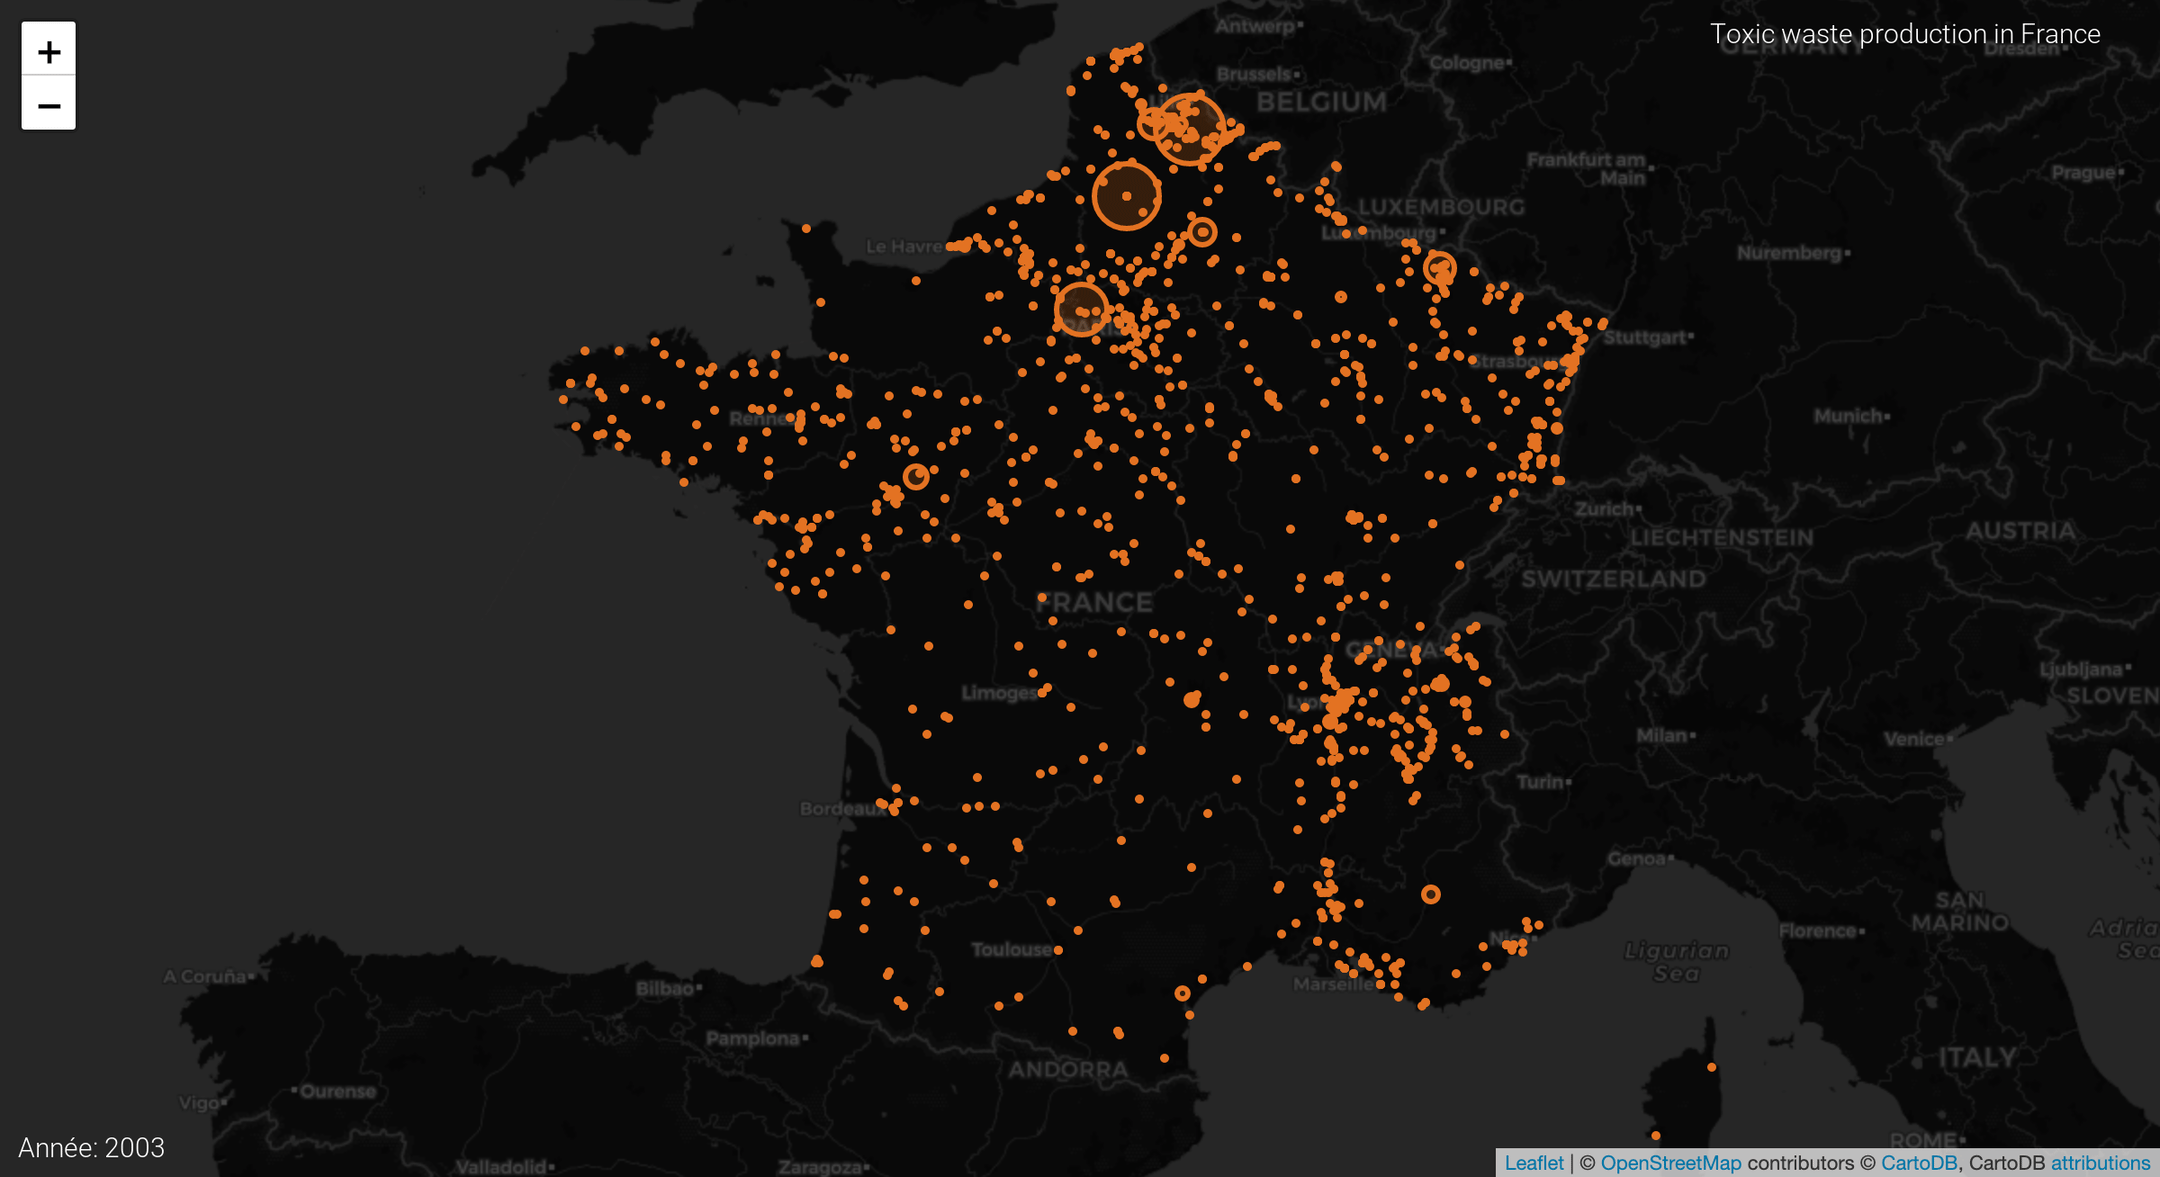 +
−
Toxic waste production in France
Antwerp
GERMANY
Dresden
Cologne
Brussels
BELGIUM
Frankfurt am
Main
Prague
LUXEMBOURG
Luxembourg
Le Havre
Nuremberg
PARIS
Stuttgart
Strasbourg
Rennes
Munich
Zurich
LIECHTENSTEIN
AUSTRIA
SWITZERLAND
FRANCE
GENEVA
Ljubljana
Limoges
Lyon
SLOVEN
Milan
Venice
Turin
Bordeaux
Genoa
SAN
MARINO
Nice
Florence
Adria
Sea
Toulouse
Ligurian
Sea
A Coruña
Bilbao
Marseille
Pamplona
ANDORRA
ITALY
Ourense
Vigo
ROME
Année: 2003
Valladolid
Zaragoza
Leaflet | © OpenStreetMap contributors © CartoDB, CartoDB attributions